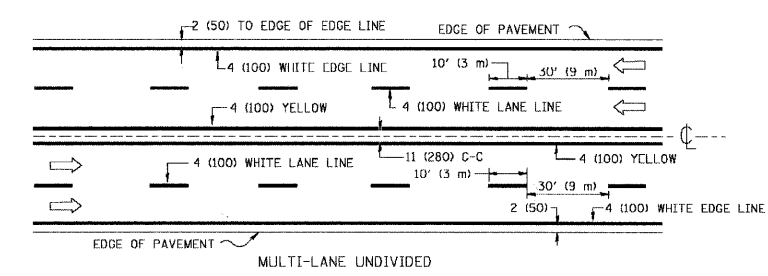 2 (50) TO EDGE OF EDGE LINE
EDGE OF PAVEMENT
4 (100) WHITE EDGE LINE
10' (3 m)
30' (9 m)
4 (100) YELLOW
4 (100) WHITE LANE LINE
℄
4 (100) WHITE LANE LINE
11 (280) C-C
4 (100) YELLOW
10' (3 m)
30' (9 m)
2 (50)
4 (100) WHITE EDGE LINE
EDGE OF PAVEMENT
MULTI-LANE UNDIVIDED